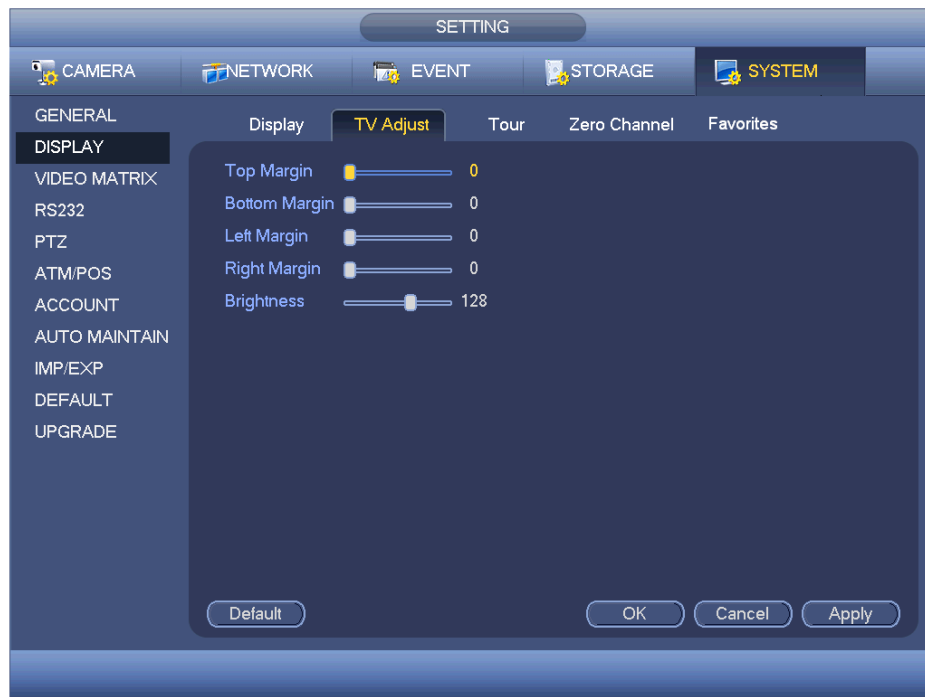 SETTING
CAMERA NETWORK EVENT STORAGE SYSTEM
GENERAL
DISPLAY
VIDEO MATRIX
RS232
PTZ
ATM/POS
ACCOUNT
AUTO MAINTAIN
IMP/EXP
DEFAULT
UPGRADE
Display TV Adjust Tour Zero Channel Favorites
Top Margin 0
Bottom Margin 0
Left Margin 0
Right Margin 0
Brightness 128
Default OK Cancel Apply